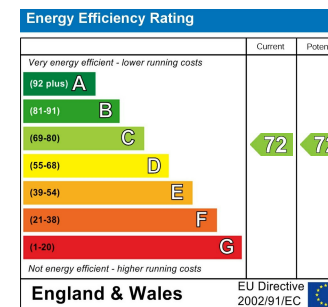 Energy Efficiency Rating
Current
Very energy efficient - lower running costs
(92 plus) A
(81-91) B
(69-80) C
72
(55-68) D
(39-54) E
(21-38) F
(1-20) G
Not energy efficient - higher running costs
England & Wales
EU Directive
2002/91/EC